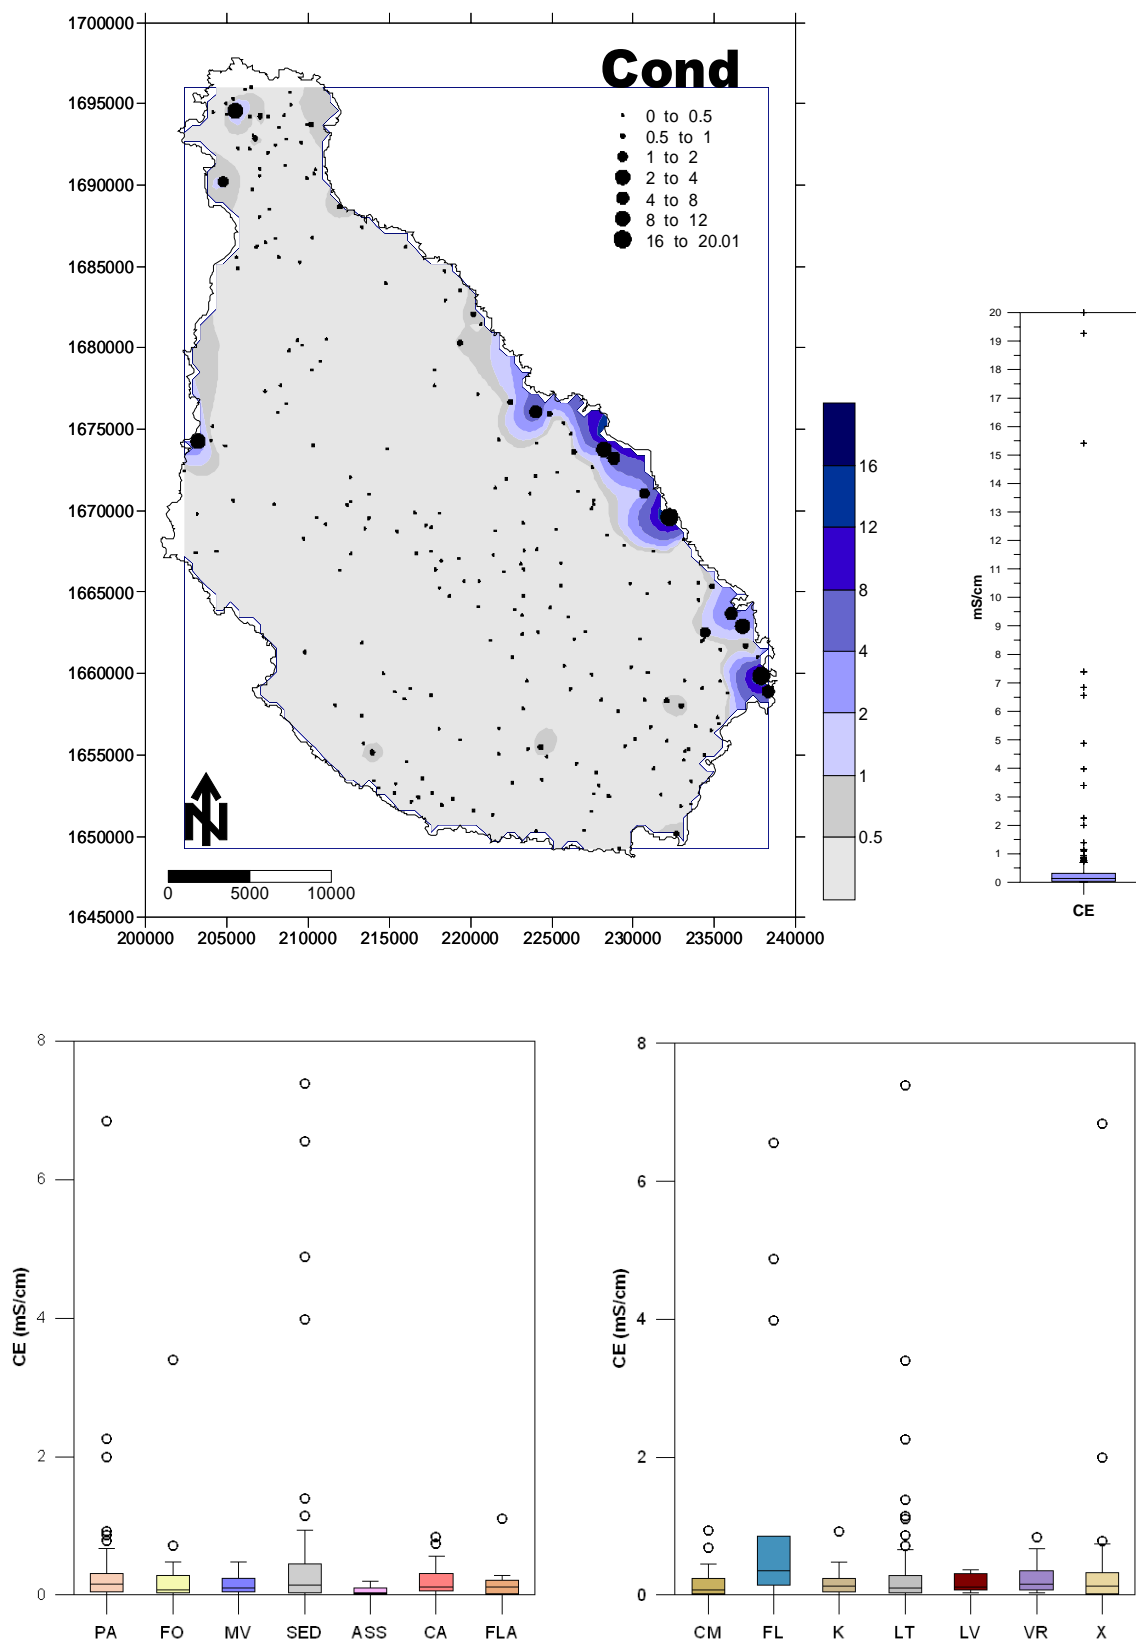 Cond
0 to 0.5
0.5 to 1
1 to 2
2 to 4
4 to 8
8 to 12
16 to 20.01
1700000
1695000
1690000
1685000
1680000
1675000
1670000
1665000
1660000
1655000
1650000
1645000
200000 205000 210000 215000 220000 225000 230000 235000 240000
N
0 5000 10000
16
12
8
4
2
1
0.5
20
19
18
17
16
15
14
13
12
11
10
9
8
7
6
5
4
3
2
1
0
mS/cm
CE
8
6
4
2
0
CE (mS/cm)
PA FO MV SED ASS CA FLA
8
6
4
2
0
CE (mS/cm)
CM FL K LT LV VR X